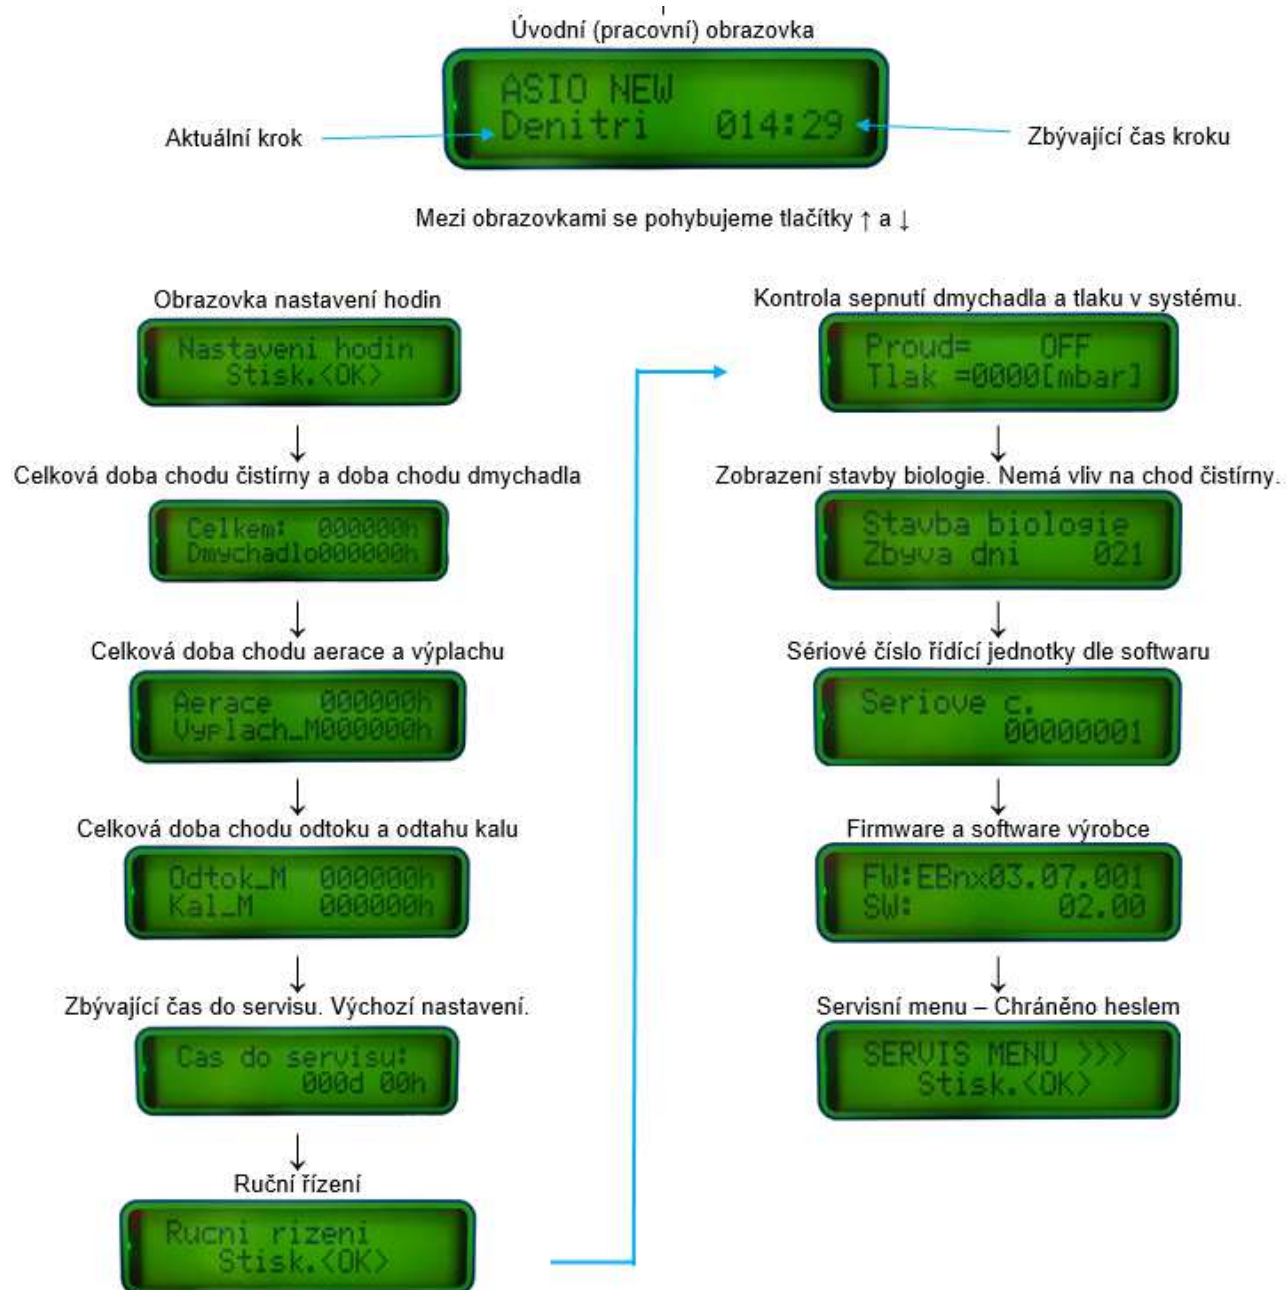 Úvodní (pracovní) obrazovka
ASIO NEW
Denitri 014:29
Aktuální krok
Zbývající čas kroku
Mezi obrazovkami se pohybujeme tlačítky ↑ a ↓
Obrazovka nastavení hodin
Nastaveni hodin
Stisk.<OK>
Celková doba chodu čistírny a doba chodu dmychadla
Celkem: 000000h
Dmychadlo000000h
Celková doba chodu aerace a výplachu
Aerace 000000h
Vyplach_M000000h
Celková doba chodu odtoku a odtahu kalu
Odtok_M 000000h
Kal_M 000000h
Zbývající čas do servisu. Výchozí nastavení.
Cas do servisu:
000d 00h
Ruční řízení
Rucni rizeni
Stisk.<OK>
Kontrola sepnutí dmychadla a tlaku v systému.
Proud= OFF
Tlak =0000[mbar]
Zobrazení stavby biologie. Nemá vliv na chod čistírny.
Stavba biologie
Zbyva dni 021
Sériové číslo řídící jednotky dle softwaru
Seriove c.
00000001
Firmware a software výrobce
FW:EBnx03.07.001
SW: 02.00
Servisní menu – Chráněno heslem
SERVIS MENU >>>
Stisk.<OK>